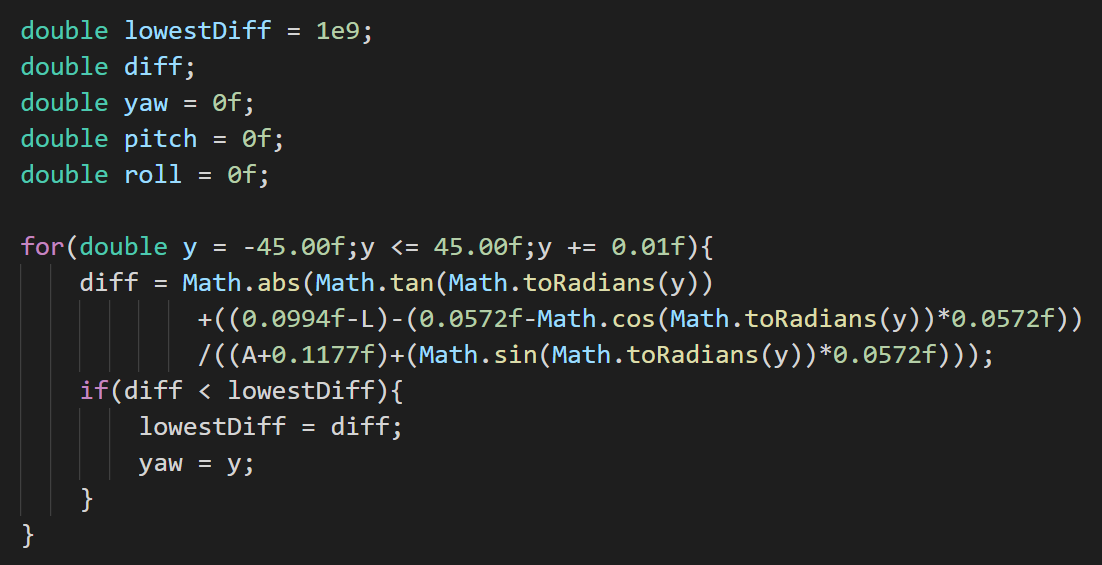 double lowestDiff = 1e9;
double diff;
double yaw = 0f;
double pitch = 0f;
double roll = 0f;

for(double y = -45.00f;y <= 45.00f;y += 0.01f){
    diff = Math.abs(Math.tan(Math.toRadians(y))
            +((0.0994f-L)-(0.0572f-Math.cos(Math.toRadians(y))*0.0572f))
            /((A+0.1177f)+(Math.sin(Math.toRadians(y))*0.0572f)));
    if(diff < lowestDiff){
        lowestDiff = diff;
        yaw = y;
    }
}